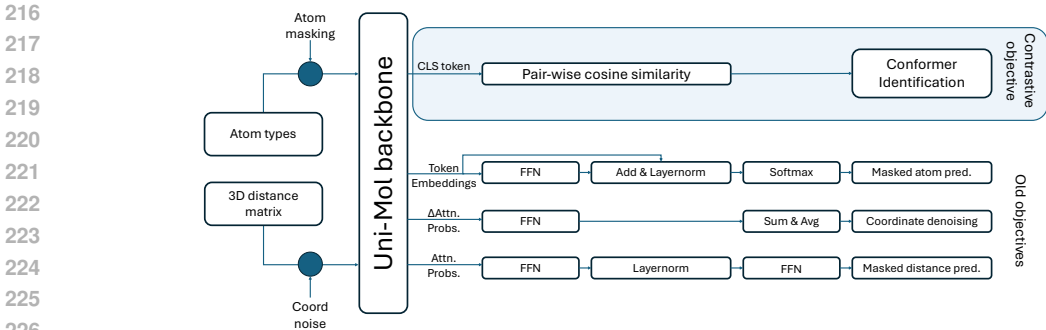 216
217
218
219
220
221
222
223
224
225
226
Atom
masking
Atom types
3D distance
matrix
Coord
noise
Uni-Mol backbone
CLS token
Pair-wise cosine similarity
Conformer
Identification
Contrastive
objective
Token
Embeddings
FFN
Add & Layernorm
Softmax
Masked atom pred.
ΔAttn.
Probs.
FFN
Sum & Avg
Coordinate denoising
Attn.
Probs.
FFN
Layernorm
FFN
Masked distance pred.
Old objectives